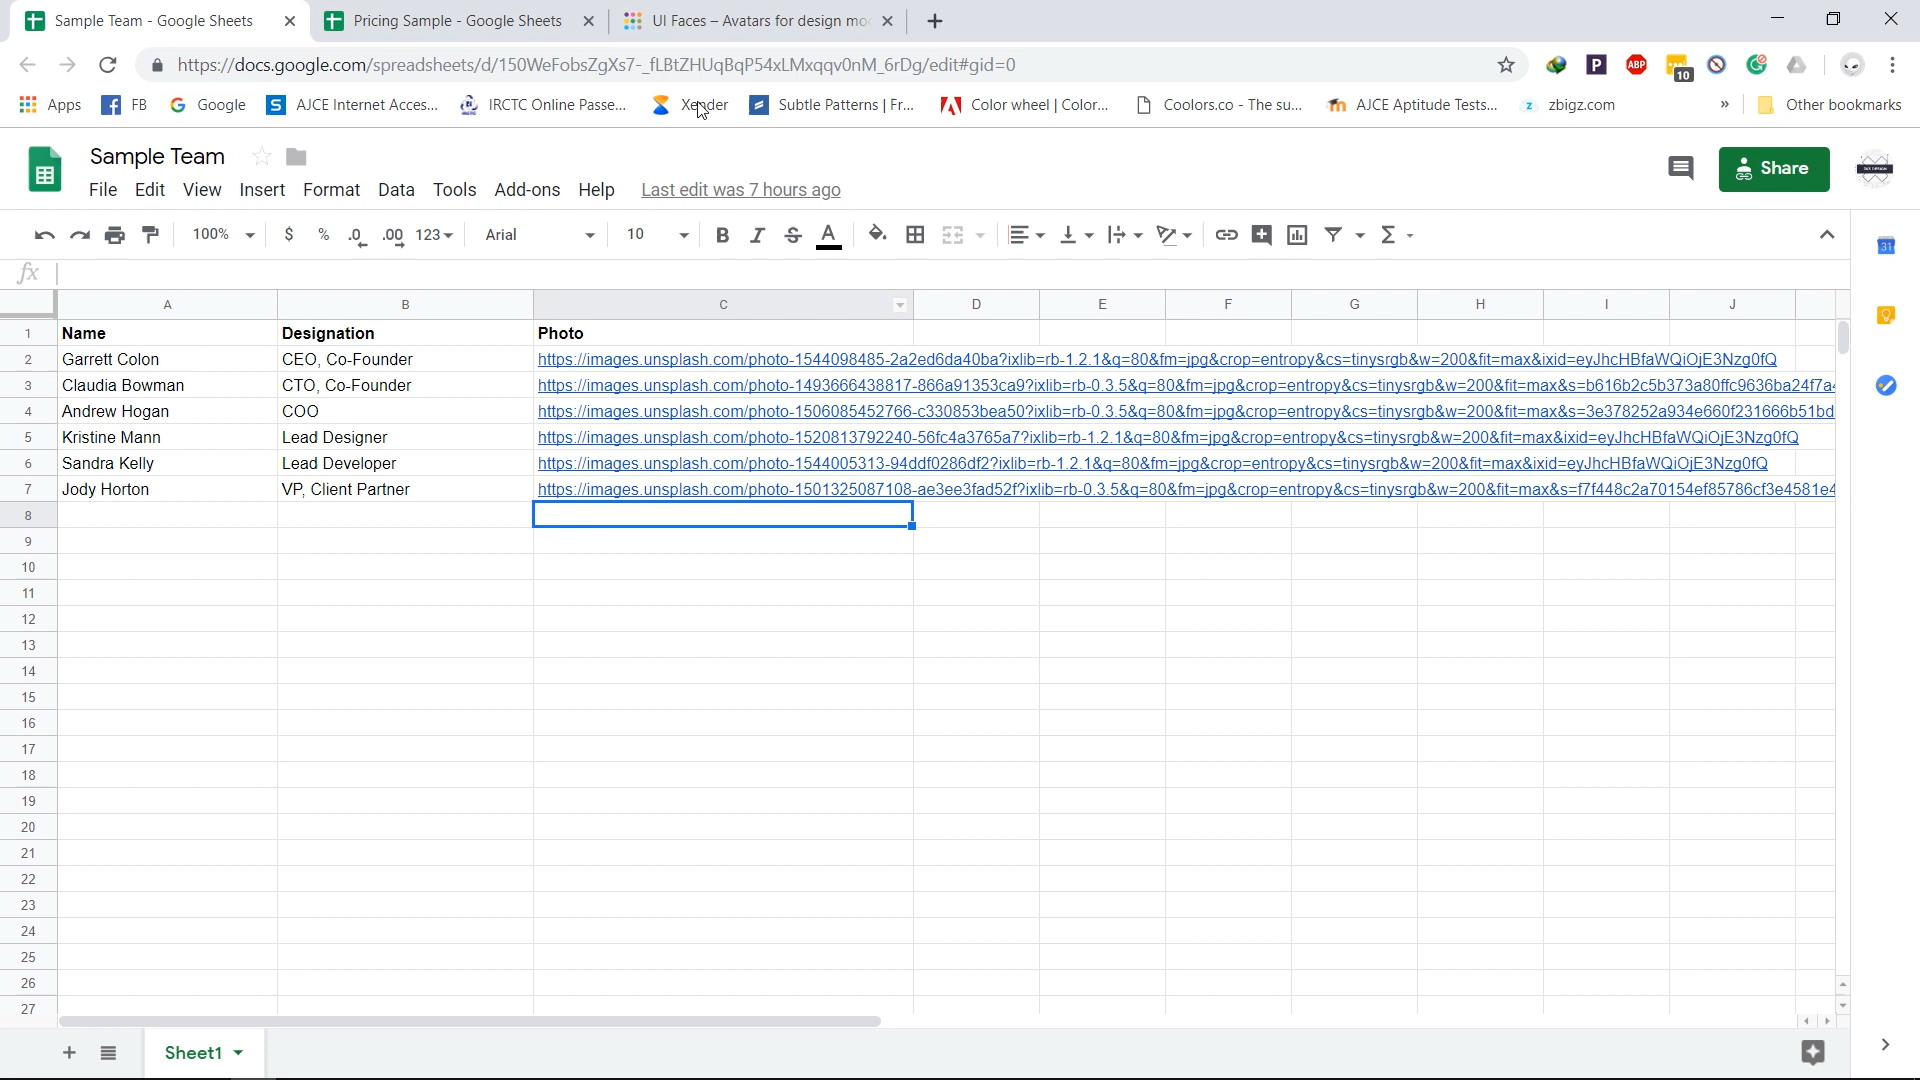 Sample Team - Google Sheets
Pricing Sample - Google Sheets
UI Faces – Avatars for design mo
https://docs.google.com/spreadsheets/d/150WeFobsZgXs7-_fLBtZHUqBqP54xLMxqqv0nM_6rDg/edit#gid=0
ABP
10
Apps
FB
Google
AJCE Internet Acces...
IRCTC Online Passe...
Xender
Subtle Patterns | Fr...
Color wheel | Color...
Coolors.co - The su...
AJCE Aptitude Tests...
zbigz.com
»
Other bookmarks
Sample Team
File Edit View Insert Format Data Tools Add-ons Help Last edit was 7 hours ago
Share
100% $ % .0 .00 123 Arial 10 B I S A Σ
31
fx
A B C D E F G H I J
1 Name Designation Photo
2 Garrett Colon CEO, Co-Founder https://images.unsplash.com/photo-1544098485-2a2ed6da40ba?ixlib=rb-1.2.1&q=80&fm=jpg&crop=entropy&cs=tinysrgb&w=200&fit=max&ixid=eyJhcHBfaWQiOjE3Nzg0fQ
3 Claudia Bowman CTO, Co-Founder https://images.unsplash.com/photo-1493666438817-866a91353ca9?ixlib=rb-0.3.5&q=80&fm=jpg&crop=entropy&cs=tinysrgb&w=200&fit=max&s=b616b2c5b373a80ffc9636ba24f7a4
4 Andrew Hogan COO https://images.unsplash.com/photo-1506085452766-c330853bea50?ixlib=rb-0.3.5&q=80&fm=jpg&crop=entropy&cs=tinysrgb&w=200&fit=max&s=3e378252a934e660f231666b51bd
5 Kristine Mann Lead Designer https://images.unsplash.com/photo-1520813792240-56fc4a3765a7?ixlib=rb-1.2.1&q=80&fm=jpg&crop=entropy&cs=tinysrgb&w=200&fit=max&ixid=eyJhcHBfaWQiOjE3Nzg0fQ
6 Sandra Kelly Lead Developer https://images.unsplash.com/photo-1544005313-94ddf0286df2?ixlib=rb-1.2.1&q=80&fm=jpg&crop=entropy&cs=tinysrgb&w=200&fit=max&ixid=eyJhcHBfaWQiOjE3Nzg0fQ
7 Jody Horton VP, Client Partner https://images.unsplash.com/photo-1501325087108-ae3ee3fad52f?ixlib=rb-0.3.5&q=80&fm=jpg&crop=entropy&cs=tinysrgb&w=200&fit=max&s=f7f448c2a70154ef85786cf3e4581e4
8
9
10
11
12
13
14
15
16
17
18
19
20
21
22
23
24
25
26
27
Sheet1